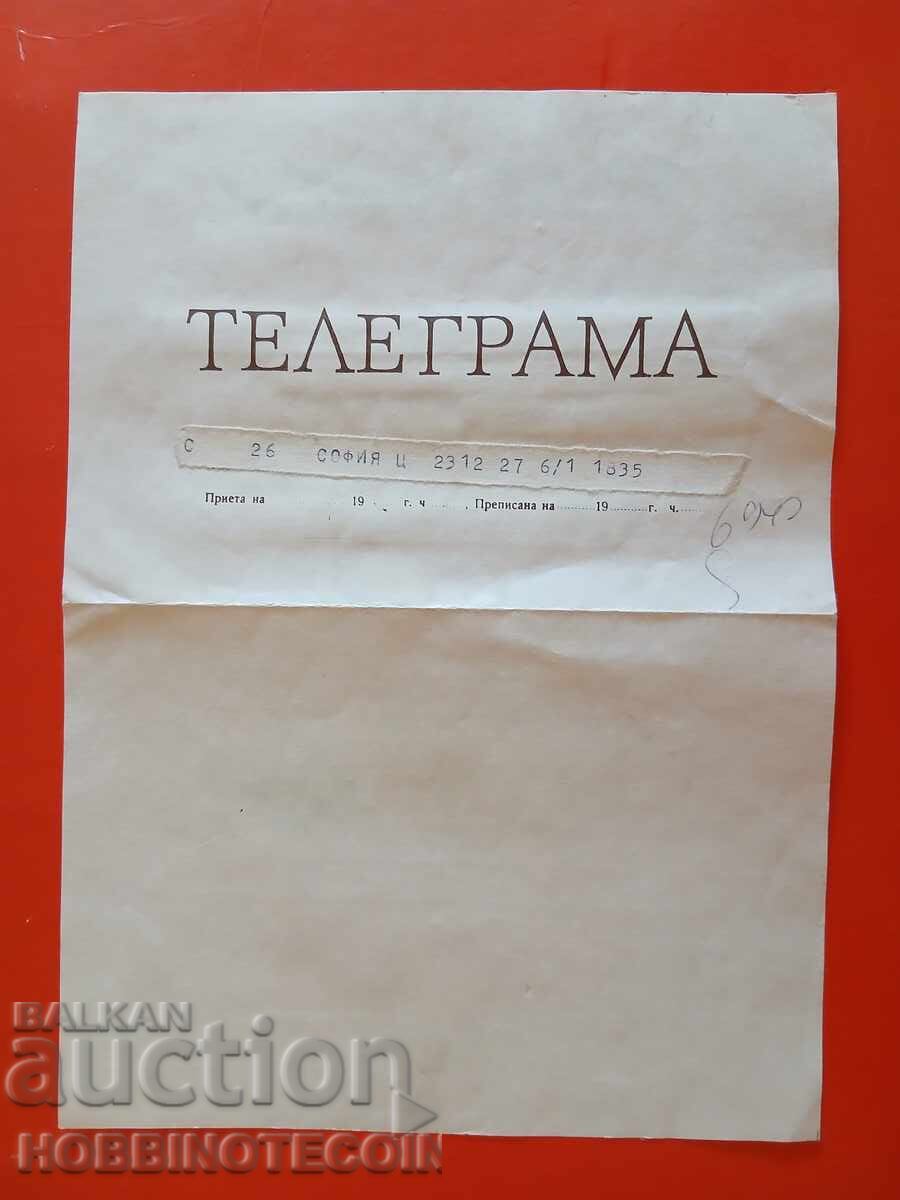 ТЕЛЕГРАМА
С 26 СОФИЯ Ц 2312 27 6/1 1835
Приета на ......... 19 ..... г. ч ....., Преписана на .......... 19 .......... г. ч. ......
BALKAN
auction
HOBBINOTECOIN